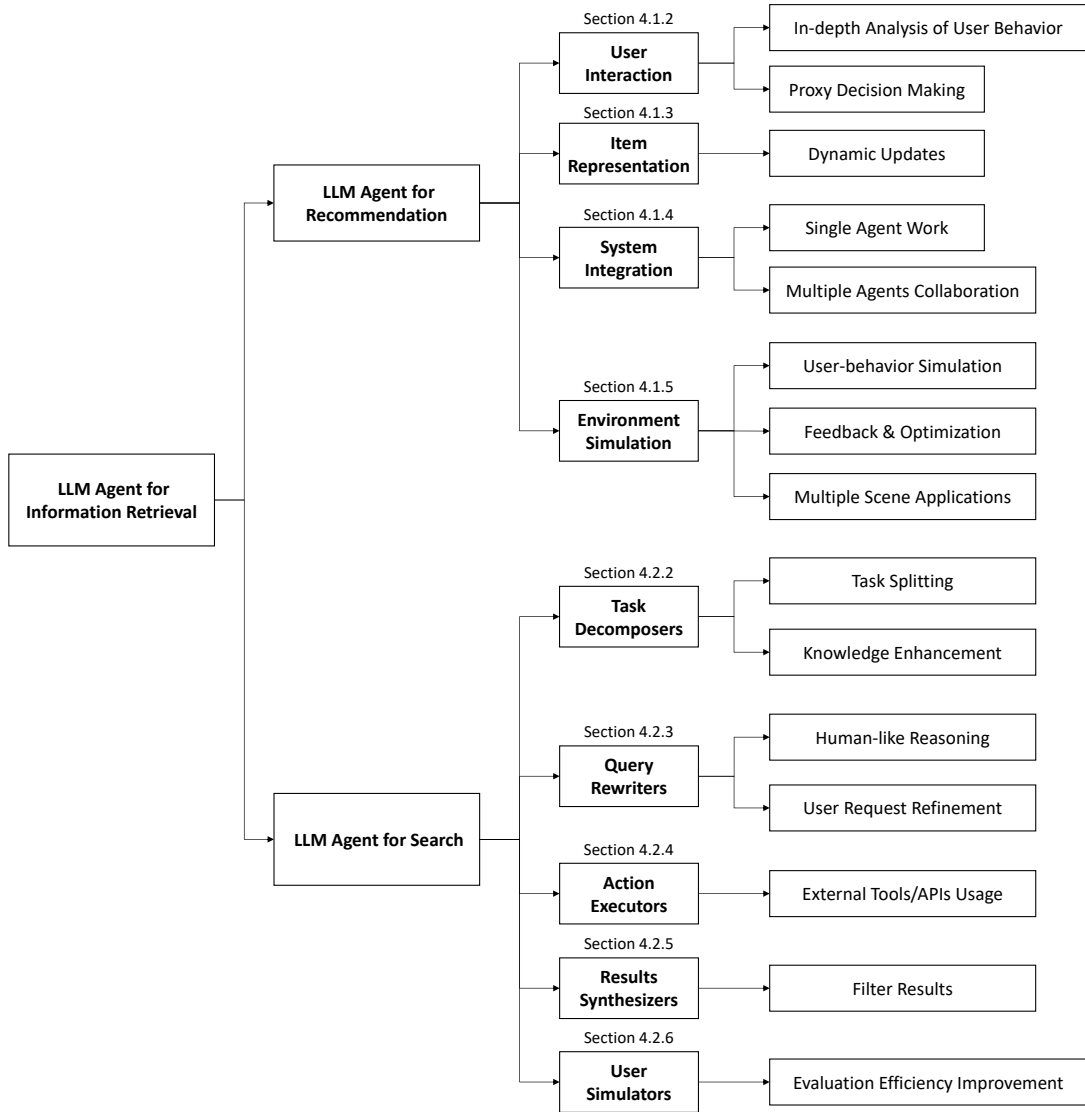 LLM Agent for
Information Retrieval
LLM Agent for
Recommendation
Section 4.1.2
User
Interaction
In-depth Analysis of User Behavior
Proxy Decision Making
Section 4.1.3
Item
Representation
Dynamic Updates
Section 4.1.4
System
Integration
Single Agent Work
Multiple Agents Collaboration
Section 4.1.5
Environment
Simulation
User-behavior Simulation
Feedback & Optimization
Multiple Scene Applications
LLM Agent for Search
Section 4.2.2
Task
Decomposers
Task Splitting
Knowledge Enhancement
Section 4.2.3
Query
Rewriters
Human-like Reasoning
User Request Refinement
Section 4.2.4
Action
Executors
External Tools/APIs Usage
Section 4.2.5
Results
Synthesizers
Filter Results
Section 4.2.6
User
Simulators
Evaluation Efficiency Improvement